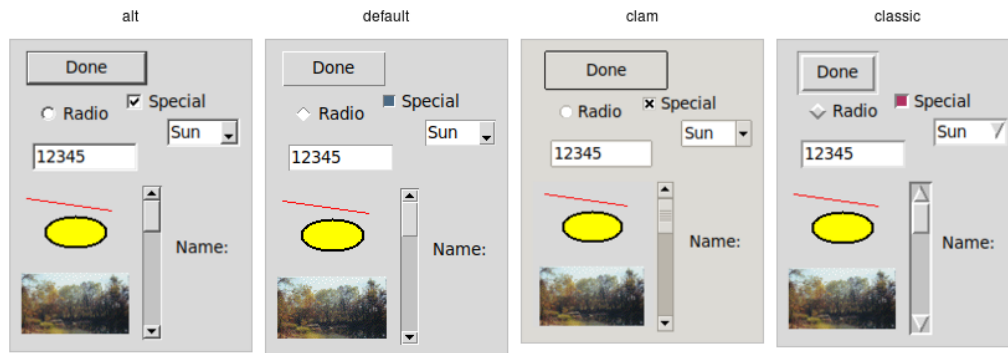 alt
default
clam
classic
Done
Special
Radio
Sun
12345
Name:
Done
Special
Radio
Sun
12345
Name:
Done
Special
Radio
Sun
12345
Name:
Done
Special
Radio
Sun
12345
Name: